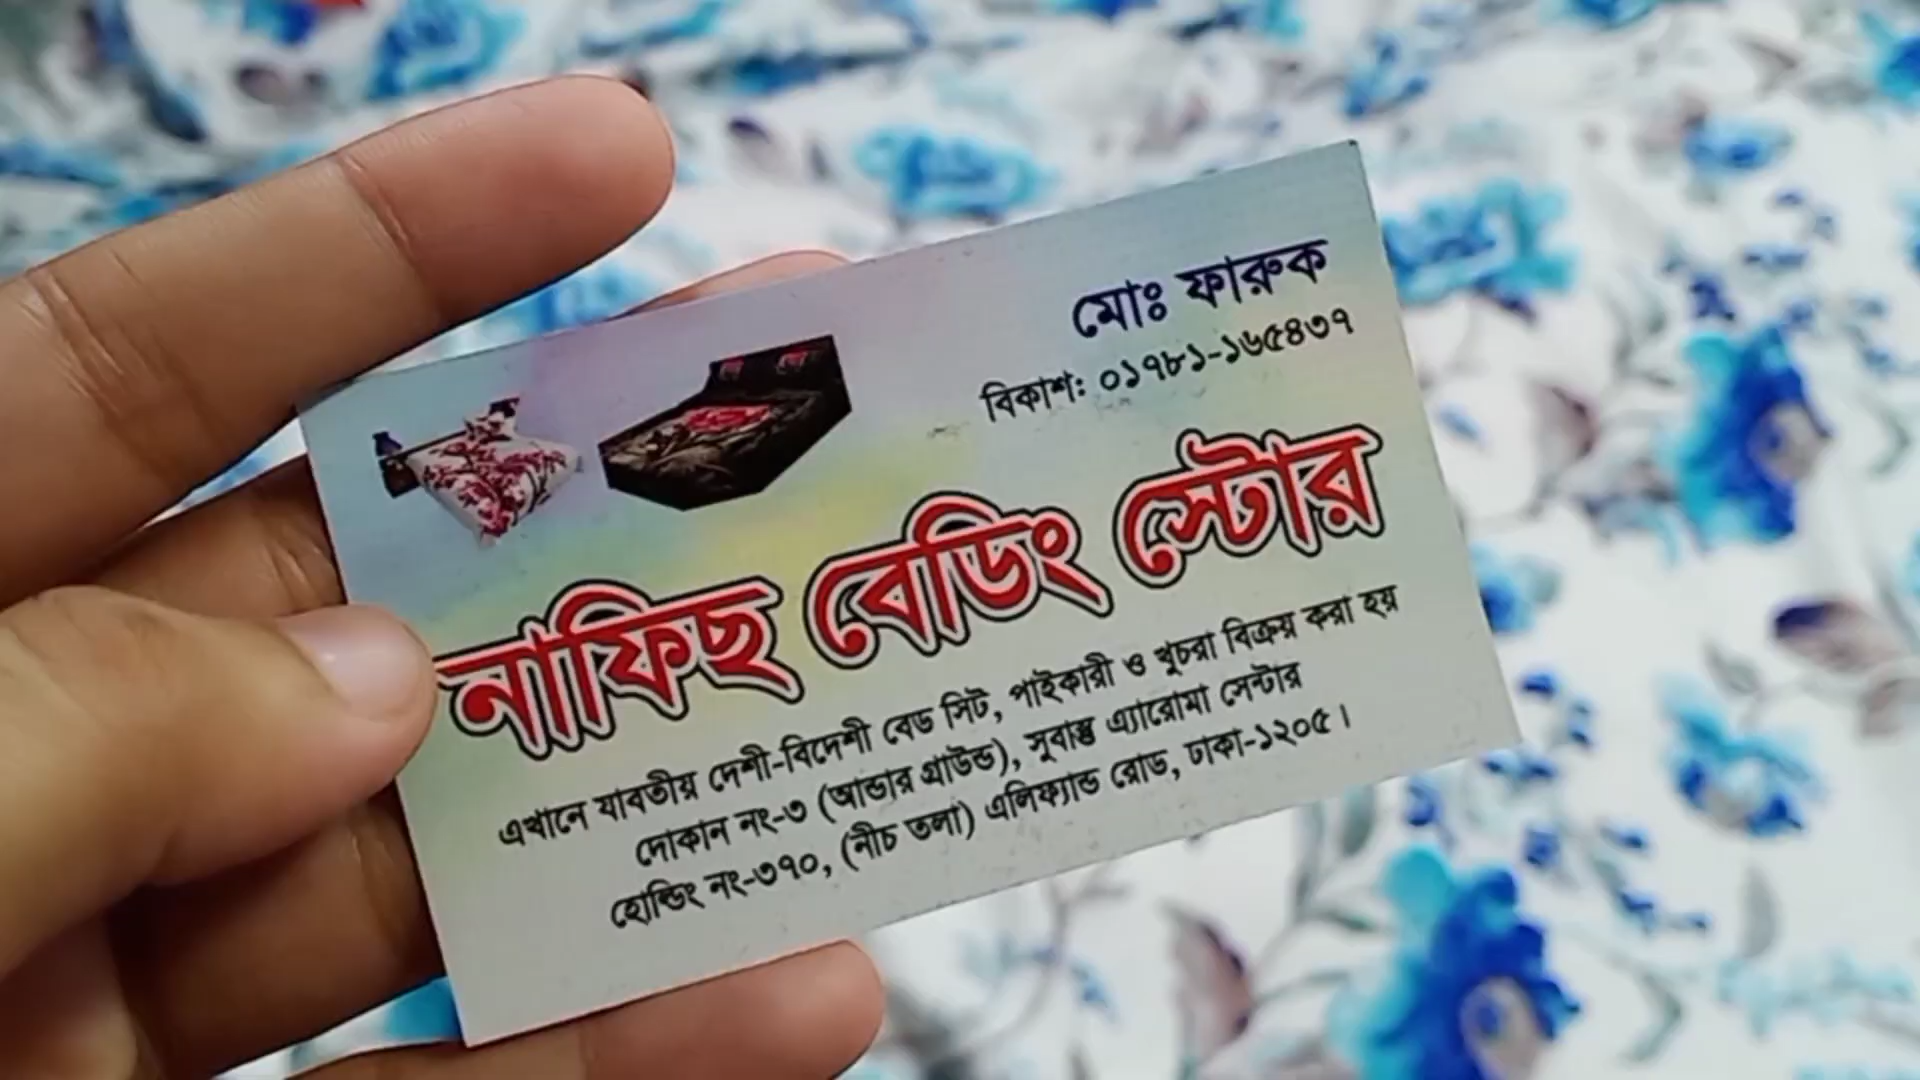 মোঃ ফারুক
বিকাশ: ০১৭৮১-১৬৫৪৩৭
নাফিছ বেডিং স্টোর
এখানে যাবতীয় দেশী-বিদেশী বেড সিট, পাইকারী ও খুচরা বিক্রয় করা হয়
দোকান নং-৩ (আন্ডার গ্রাউন্ড), সুবাস্তু এ্যারোমা সেন্টার
হোল্ডিং নং-৩৭০, (নীচ তলা) এলিফ্যান্ড রোড, ঢাকা-১২০৫।